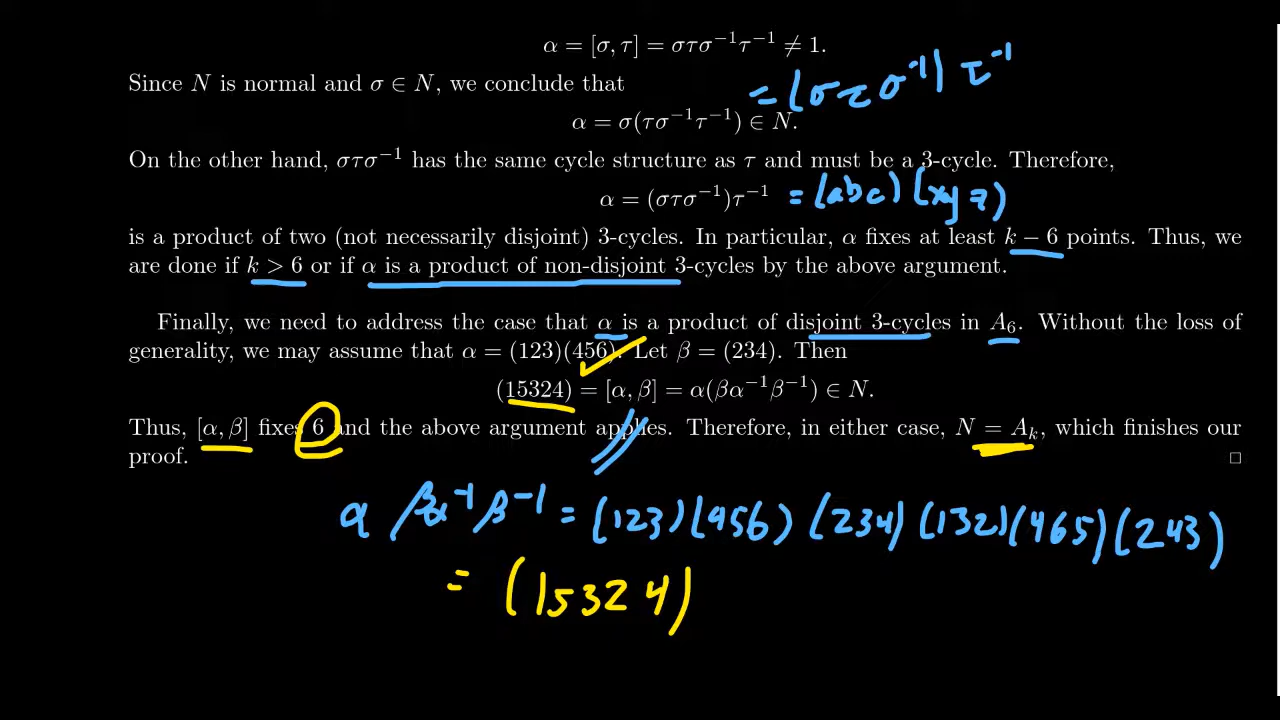 α = [σ, τ] = στσ⁻¹τ⁻¹ ≠ 1.
Since N is normal and σ ∈ N, we conclude that
= (στσ⁻¹) τ⁻¹
α = σ(τσ⁻¹τ⁻¹) ∈ N.
On the other hand, στσ⁻¹ has the same cycle structure as τ and must be a 3-cycle. Therefore,
α = (στσ⁻¹)τ⁻¹ = (abc)(xyz)
is a product of two (not necessarily disjoint) 3-cycles. In particular, α fixes at least k − 6 points. Thus, we
are done if k > 6 or if α is a product of non-disjoint 3-cycles by the above argument.
Finally, we need to address the case that α is a product of disjoint 3-cycles in A₆. Without the loss of
generality, we may assume that α = (123)(456). Let β = (234). Then
(15324) = [α, β] = α(βα⁻¹β⁻¹) ∈ N.
Thus, [α, β] fixes 6 and the above argument applies. Therefore, in either case, N = Aₖ, which finishes our
proof. □
α βα⁻¹β⁻¹ = (123)(456)(234)(132)(465)(243)
= (15324)